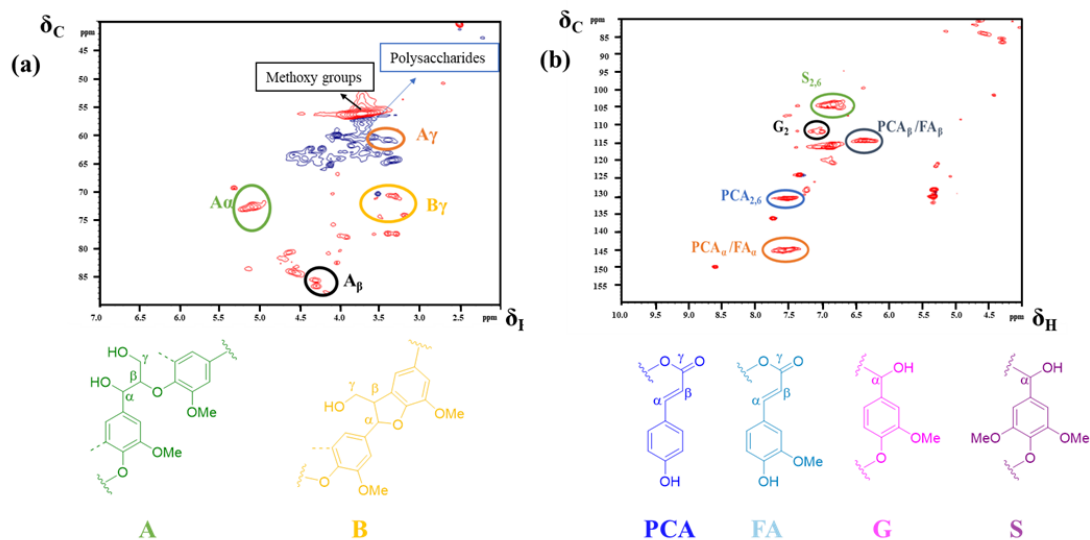 (a)
δC
ppm
45
50
55
60
65
70
75
80
85
7.0
6.5
6.0
5.5
5.0
4.5
4.0
3.5
3.0
2.5
ppm
Methoxy groups
Polysaccharides
Aγ
Aα
Bγ
Aβ
(b)
δC
ppm
85
90
95
100
105
110
115
120
125
130
135
140
145
150
155
10.0
9.5
9.0
8.5
8.0
7.5
7.0
6.5
6.0
5.5
5.0
4.5
ppm
δH
S2,6
G2
PCAβ/FAβ
PCA2,6
PCAα/FAα
HO
γ
β
HO
α
O
OMe
OMe
O
γ
β
HO
α
O
OMe
O
OMe
O
γ
O
α
β
OH
O
γ
O
α
β
OMe
OH
α
OH
OMe
O
α
OH
MeO
OMe
O
A
B
PCA
FA
G
S